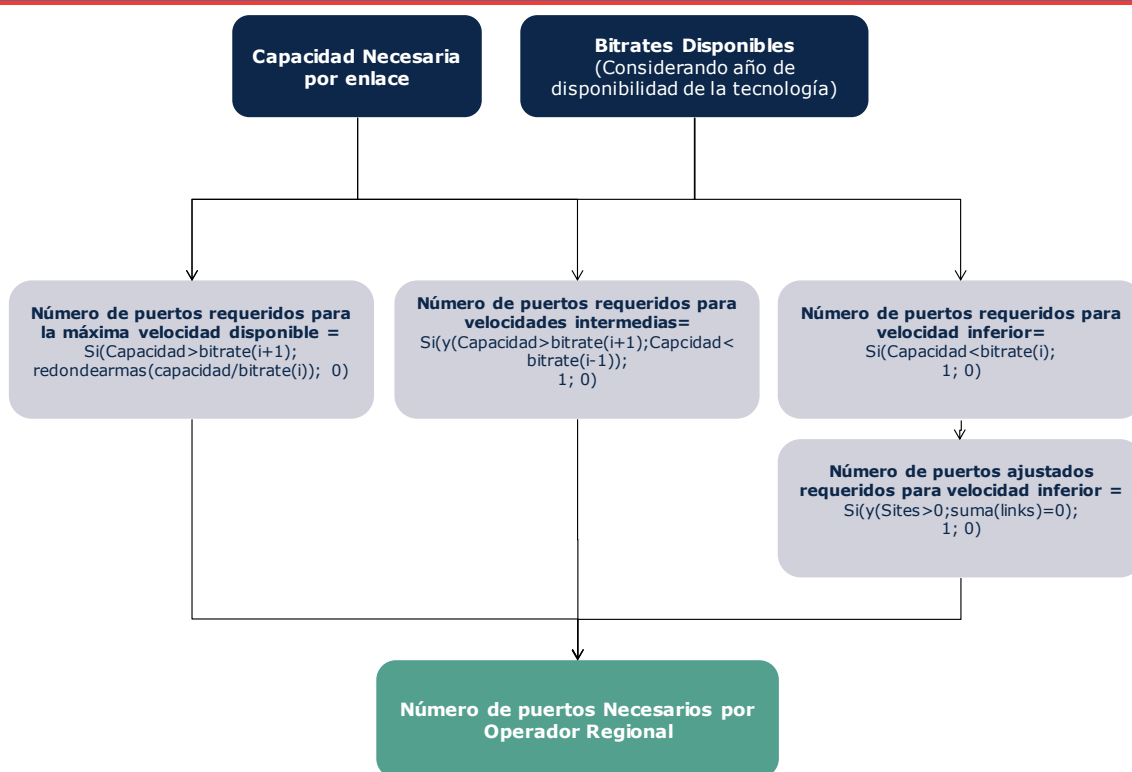 Capacidad Necesaria
por enlace
Bitrates Disponibles
(Considerando año de
disponibilidad de la tecnología)
Número de puertos requeridos para
la máxima velocidad disponible =
Si(Capacidad>bitrate(i+1);
redondearmas(capacidad/bitrate(i)); 0)
Número de puertos requeridos para
velocidades intermedias=
Si(y(Capacidad>bitrate(i+1);Capcidad<
bitrate(i-1));
1; 0)
Número de puertos requeridos para
velocidad inferior=
Si(Capacidad<bitrate(i);
1; 0)
Número de puertos ajustados
requeridos para velocidad inferior =
Si(y(Sites>0;suma(links)=0);
1; 0)
Número de puertos Necesarios por
Operador Regional